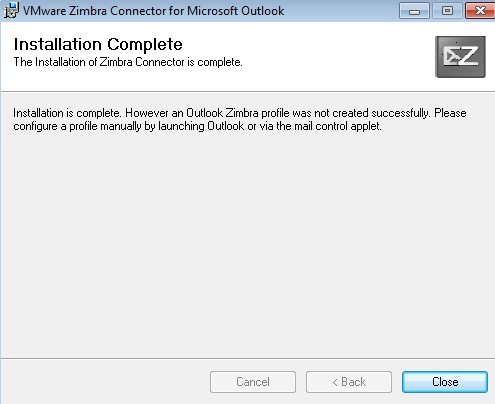 VMware Zimbra Connector for Microsoft Outlook
Installation Complete
The Installation of Zimbra Connector is complete.
Installation is complete. However an Outlook Zimbra profile was not created successfully. Please
configure a profile manually by launching Outlook or via the mail control applet.
Cancel
< Back
Close